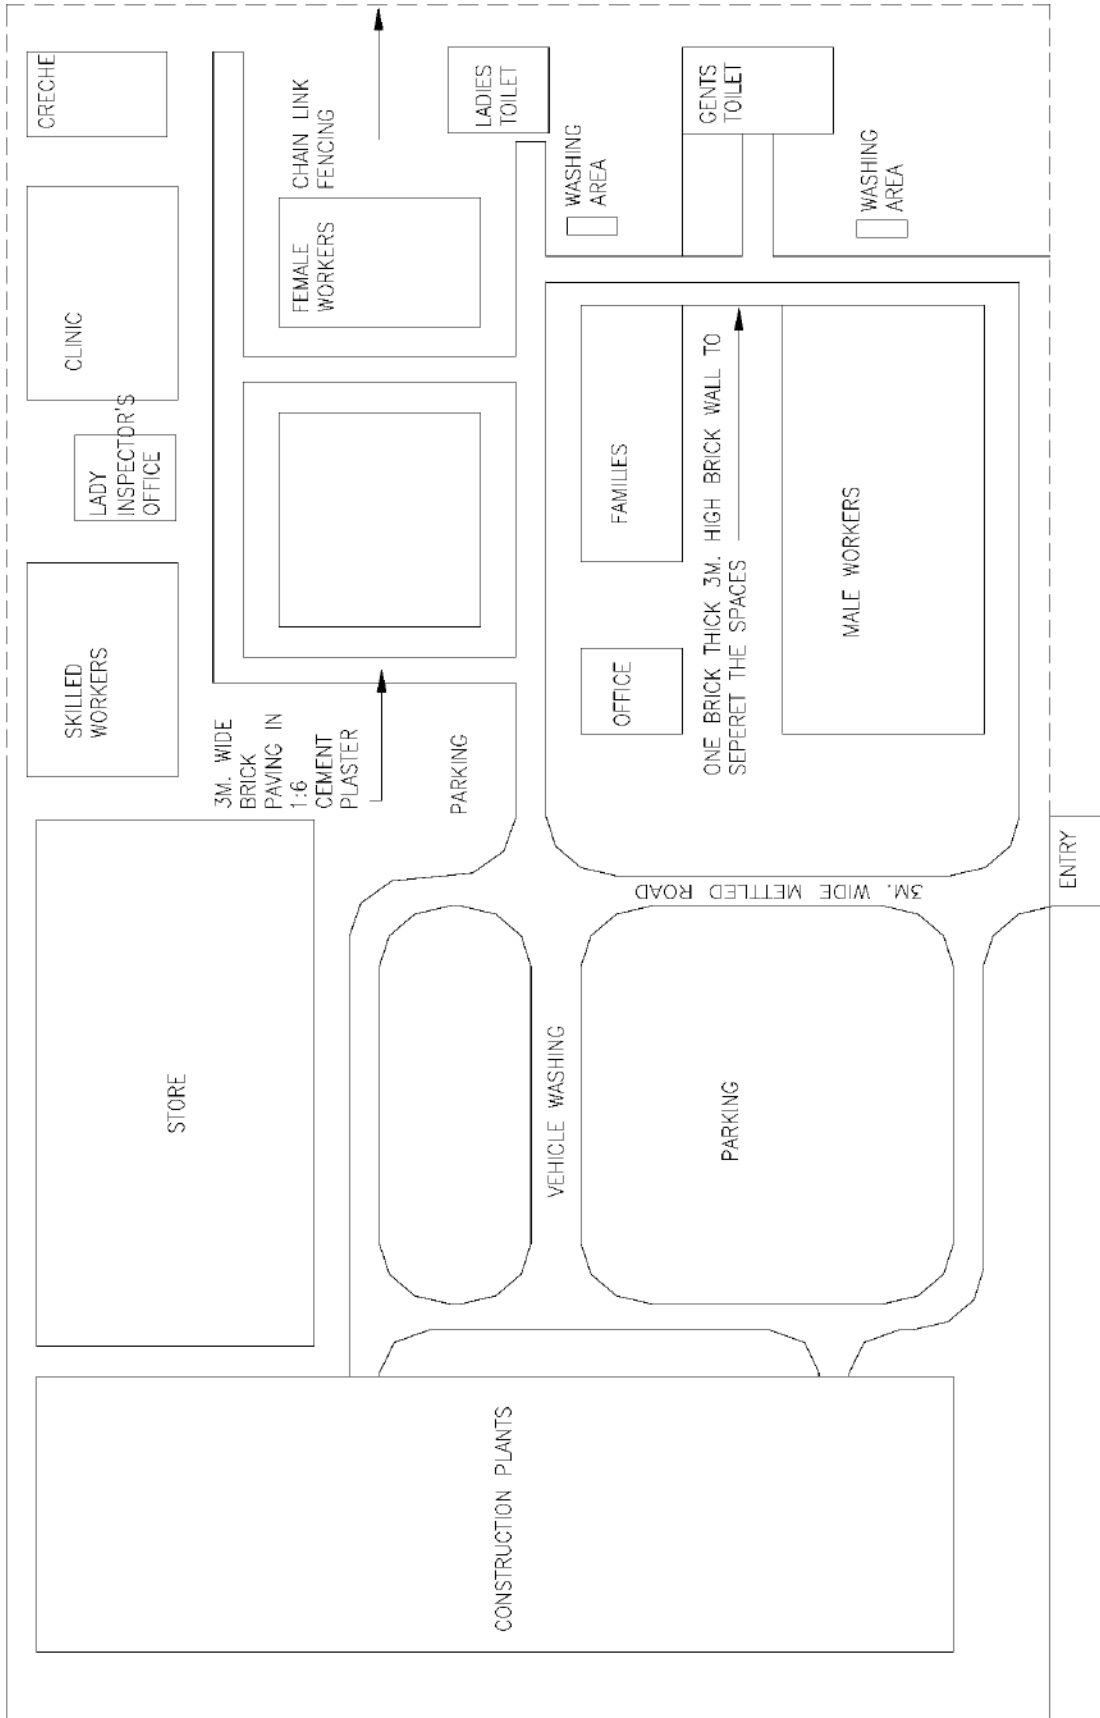 CRECHE
CLINIC
LADY
INSPECTOR'S
OFFICE
SKILLED
WORKERS
STORE
CONSTRUCTION PLANTS
CHAIN LINK
FENCING
FEMALE
WORKERS
3M. WIDE
BRICK
PAVING IN
1:6
CEMENT
PLASTER
PARKING
LADIES
TOILET
WASHING
AREA
GENTS
TOILET
WASHING
AREA
FAMILIES
OFFICE
ONE BRICK THICK 3M. HIGH BRICK WALL TO
SEPERET THE SPACES
MALE WORKERS
3M. WIDE METTLED ROAD
VEHICLE WASHING
PARKING
ENTRY